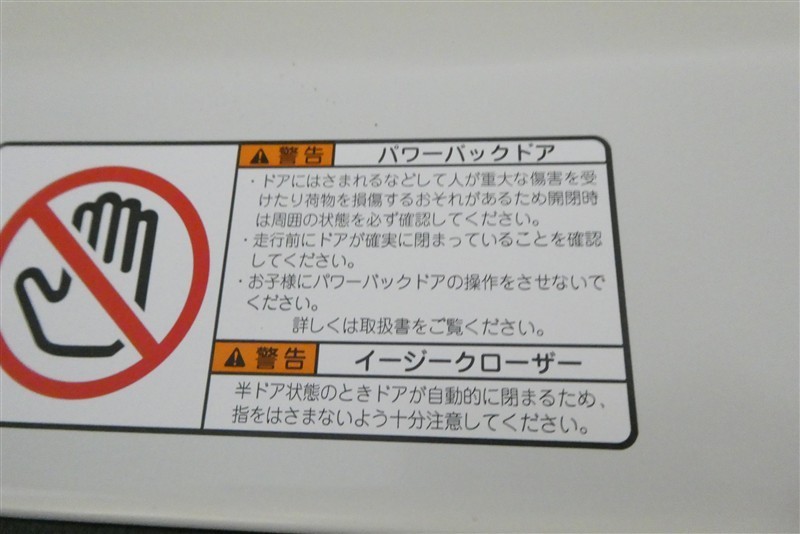 警告 パワーバックドア
・ドアにはさまれるなどして人が重大な傷害を受
けたり荷物を損傷するおそれがあるため開閉時
は周囲の状態を必ず確認してください。
・走行前にドアが確実に閉まっていることを確認
してください。
・お子様にパワーバックドアの操作をさせないで
ください。
詳しくは取扱書をご覧ください。
警告 イージークローザー
半ドア状態のときドアが自動的に閉まるため、
指をはさまないよう十分注意してください。